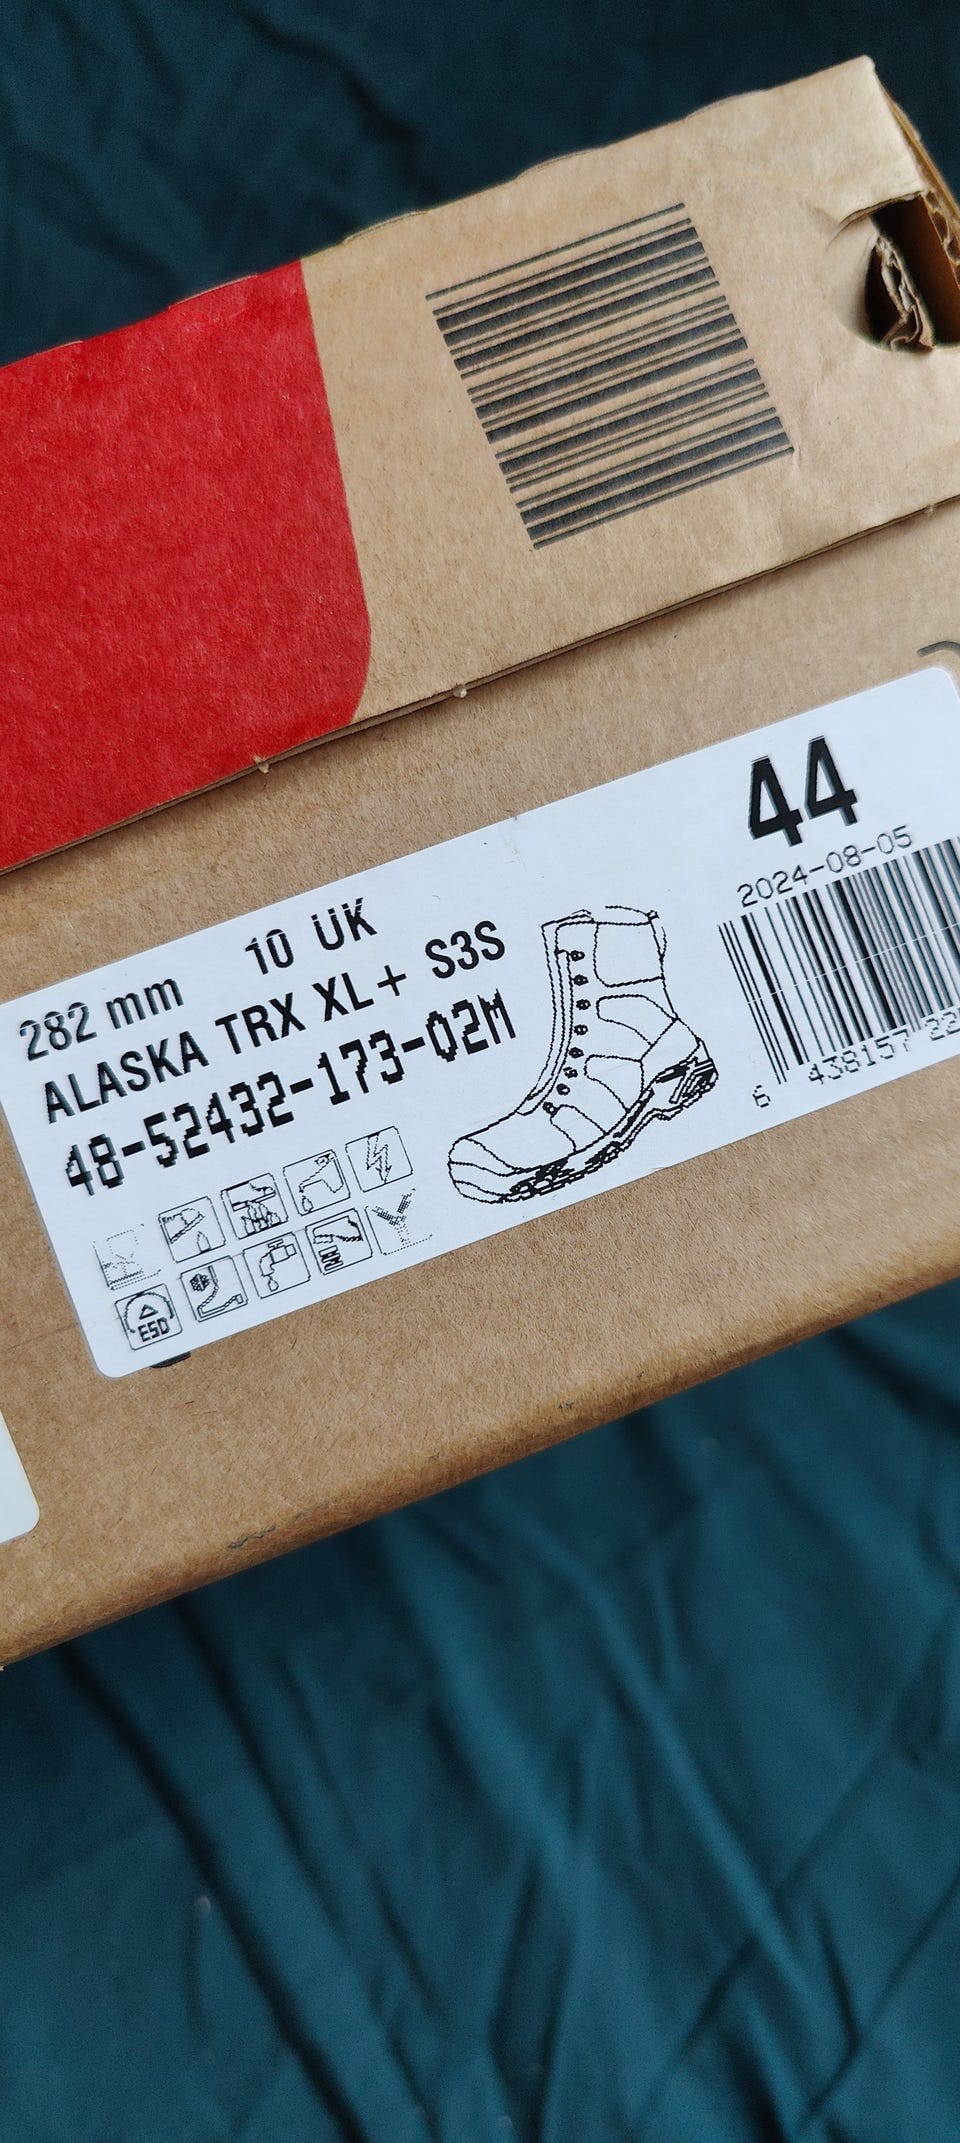 44
2024-08-05
282 mm 10 UK
ALASKA TRX XL+ S3S
48-52432-173-02M
6 438157 22
ESD